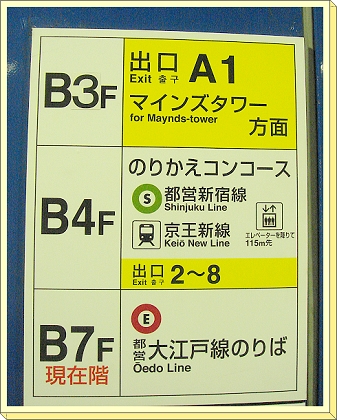 B3F
出口 A1
Exit 출구
マインズタワー
for Maynds-tower
方面
B4F
のりかえコンコース
S 都営新宿線
Shinjuku Line
京王新線
Keiō New Line
エレベーターを降りて
115m先
出口 2〜8
Exit 출구
B7F
現在階
E
都営大江戸線のりば
Ōedo Line